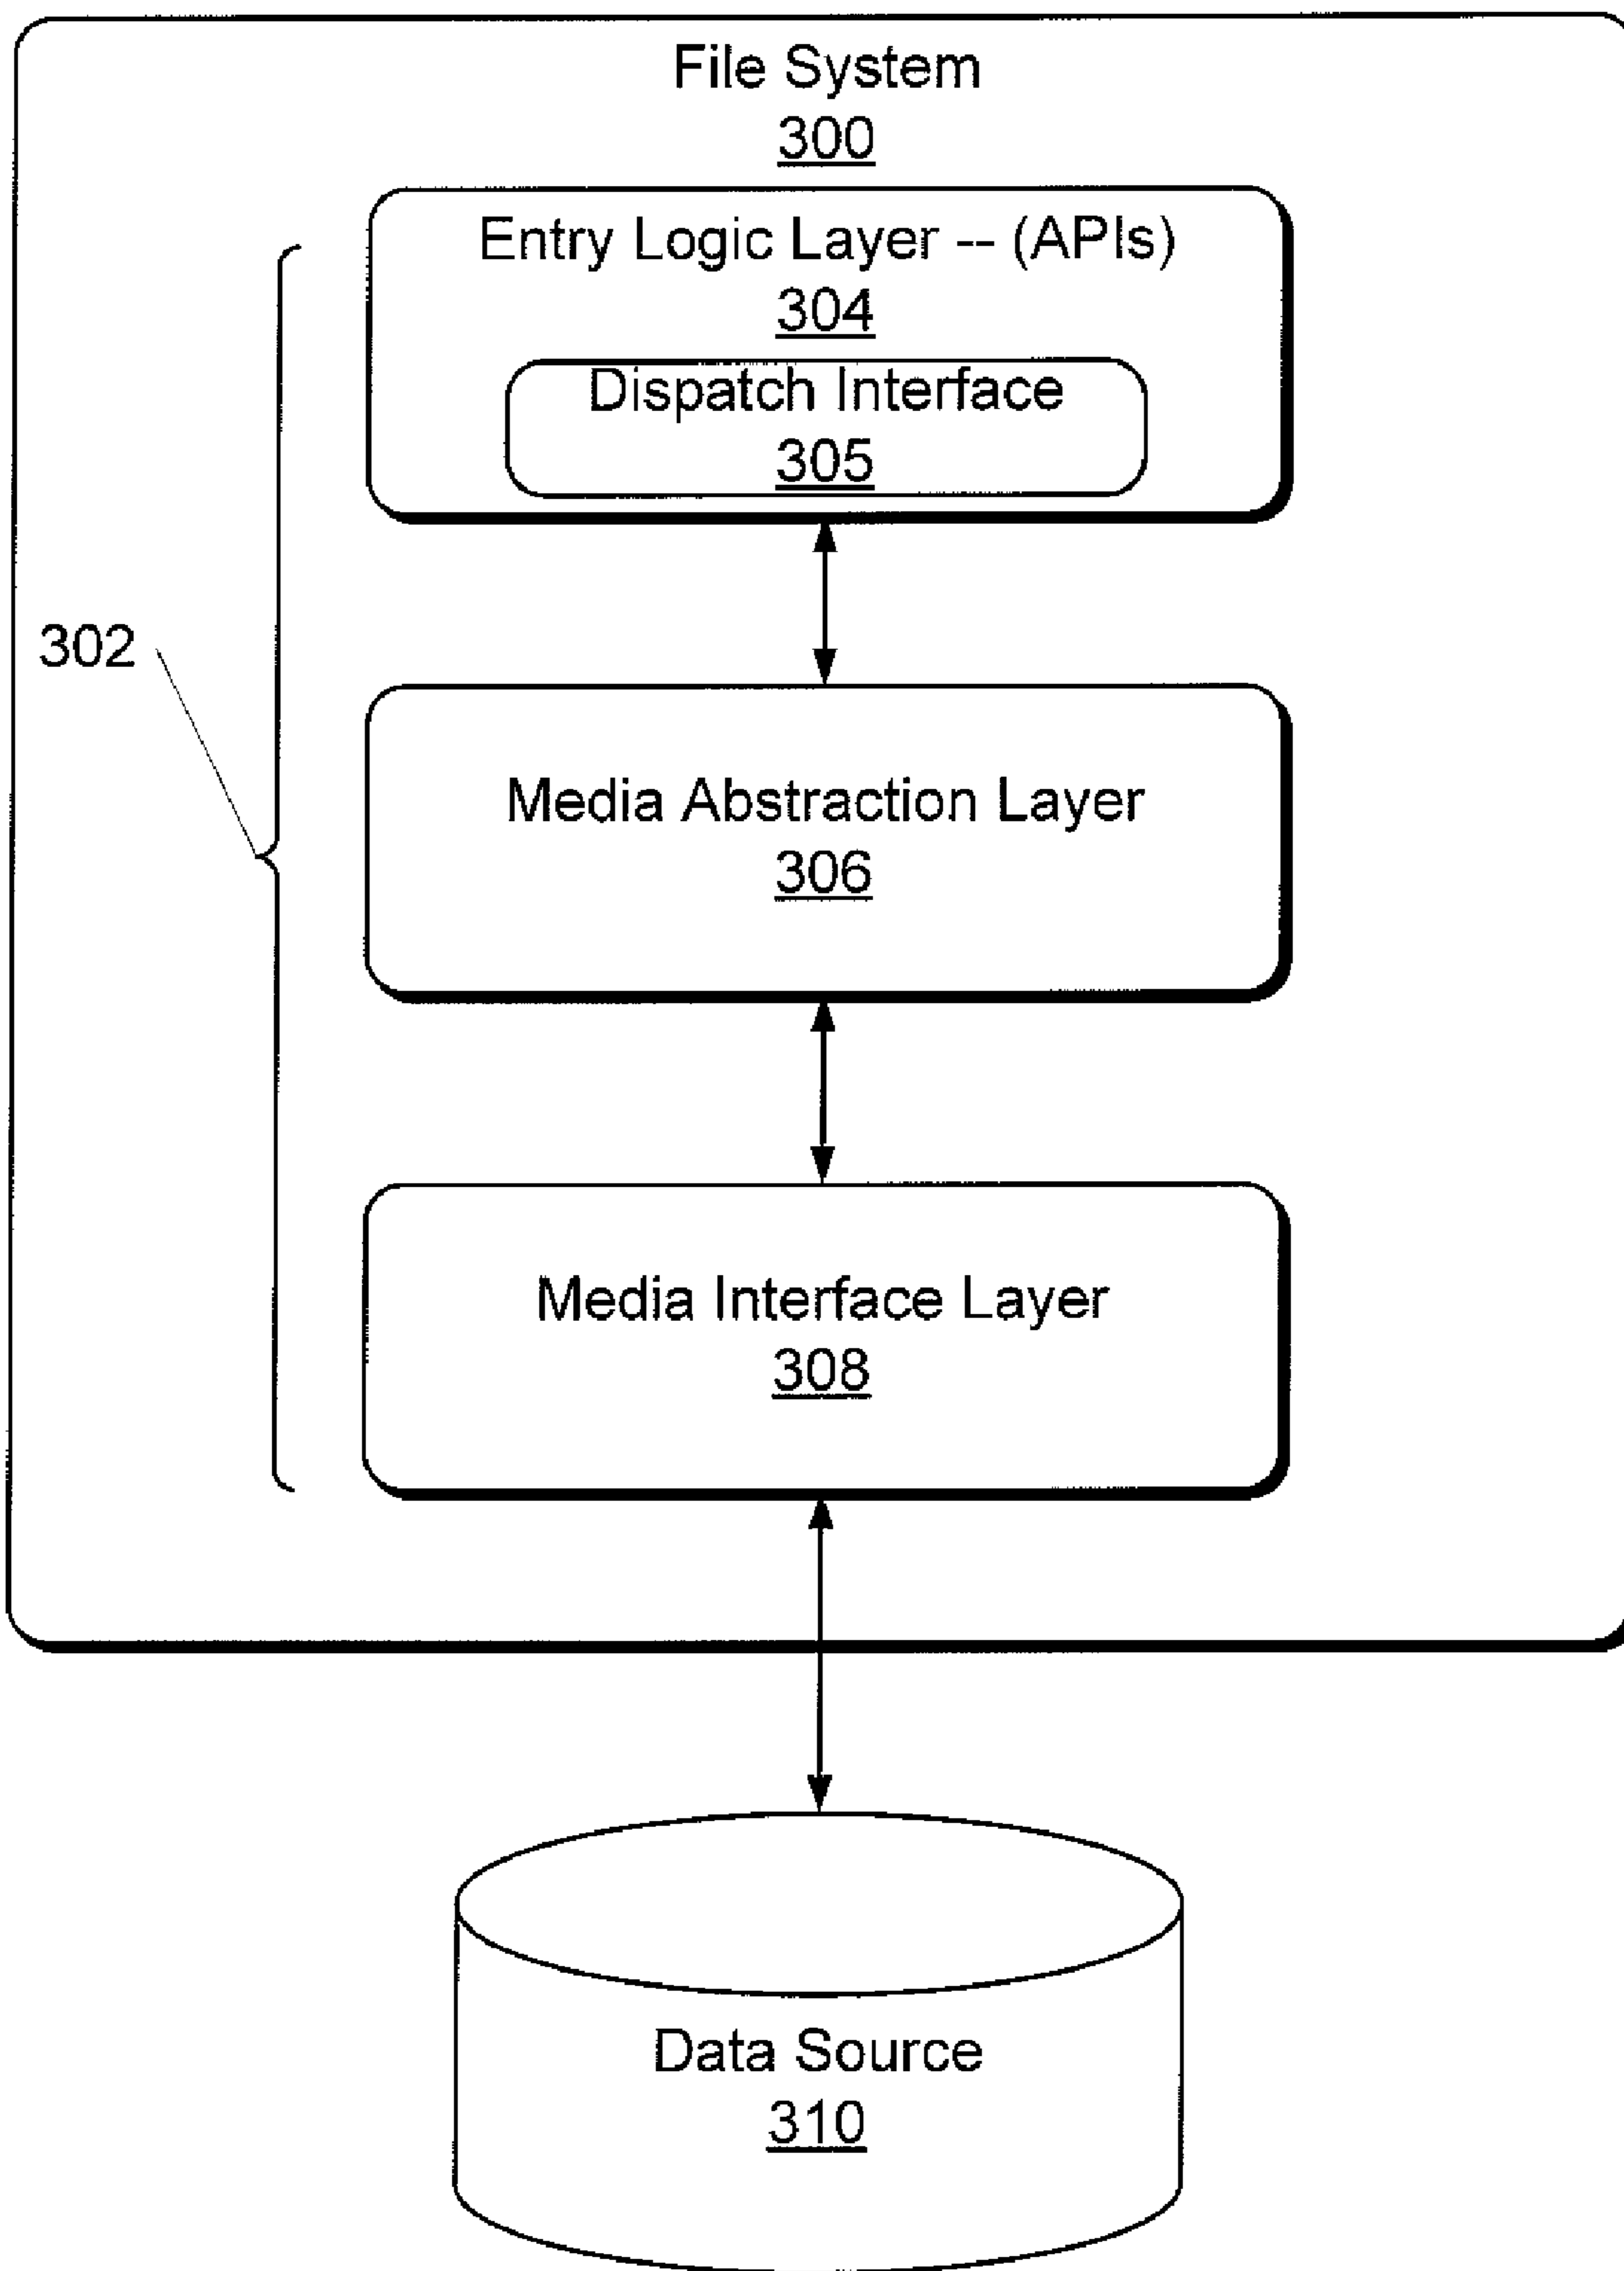 File System
300
Entry Logic Layer -- (APIs)
304
Dispatch Interface
305
302
Media Abstraction Layer
306
Media Interface Layer
308
Data Source
310